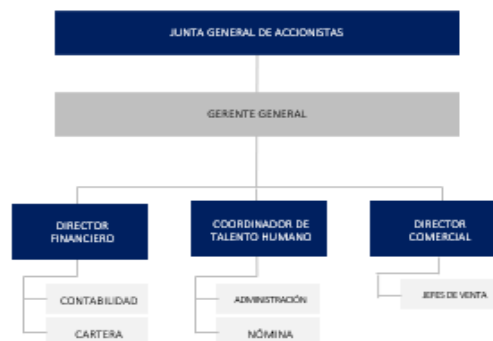 JUNTA GENERAL DE ACCIONISTAS
GERENTE GENERAL
DIRECTOR
FINANCIERO
COORDINADOR DE
TALENTO HUMANO
DIRECTOR
COMERCIAL
CONTABILIDAD
CARTERA
ADMINISTRACIÓN
NÓMINA
JEFES DE VENTA